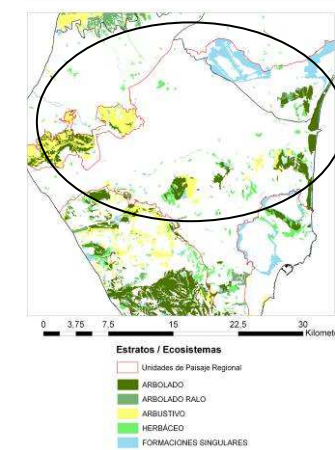 0 3.75 7,5 15 22.5 30
Kilomet
Estratos / Ecosistemas
Unidades de Paisaje Regional
ARBOLADO
ARBOLADO RALO
ARBUSTIVO
HERBÁCEO
FORMACIONES SINGULARES